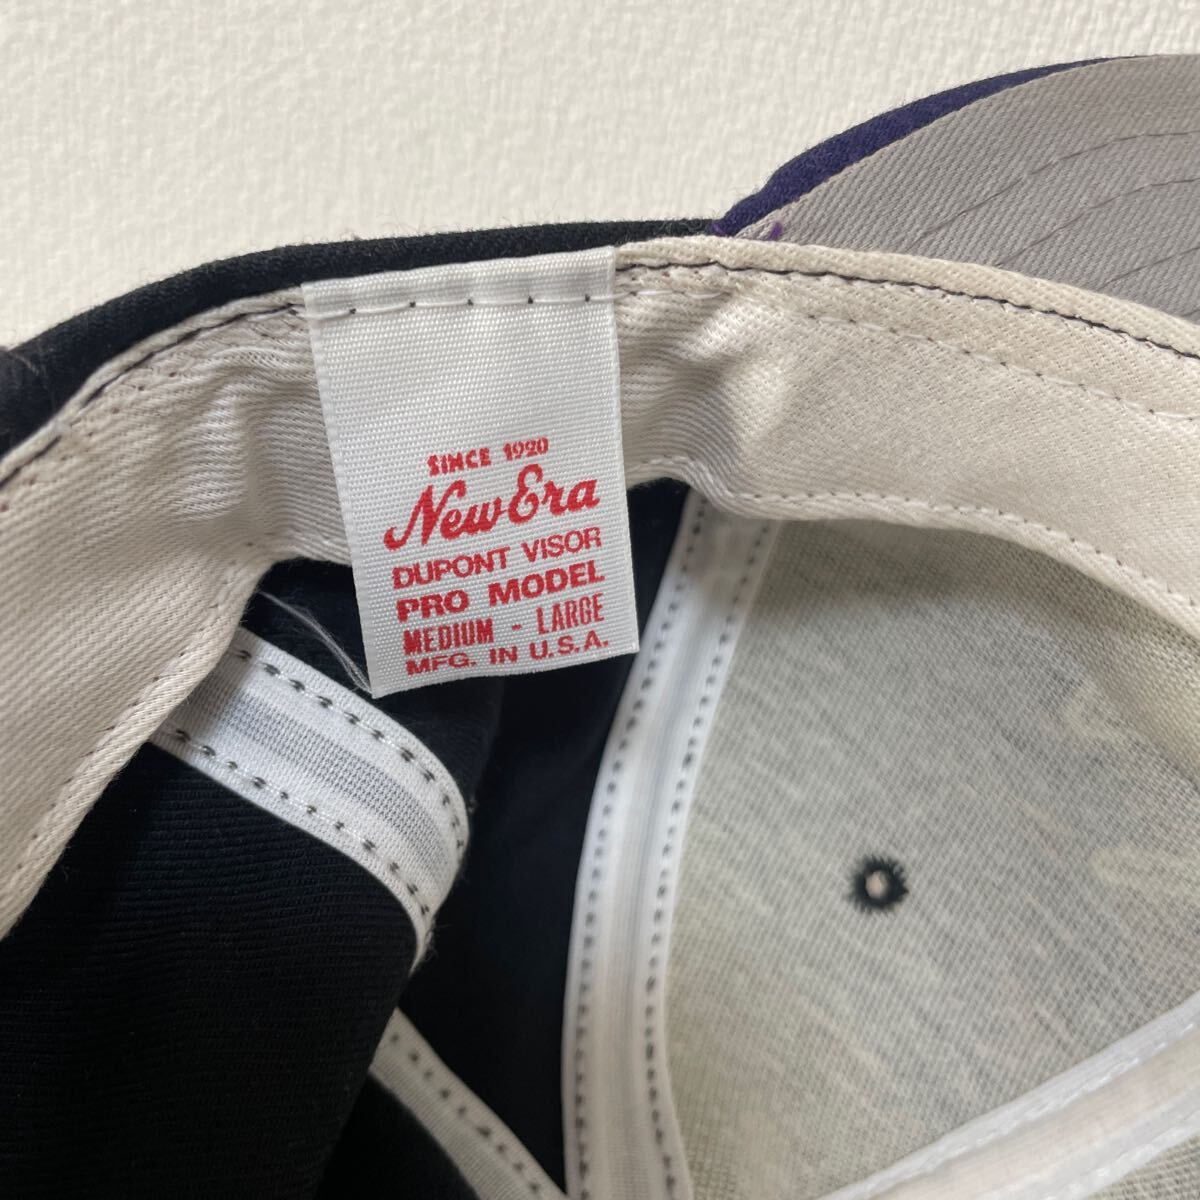 SINCE 1920
New Era
DUPONT VISOR
PRO MODEL
MEDIUM - LARGE
MFG. IN U.S.A.